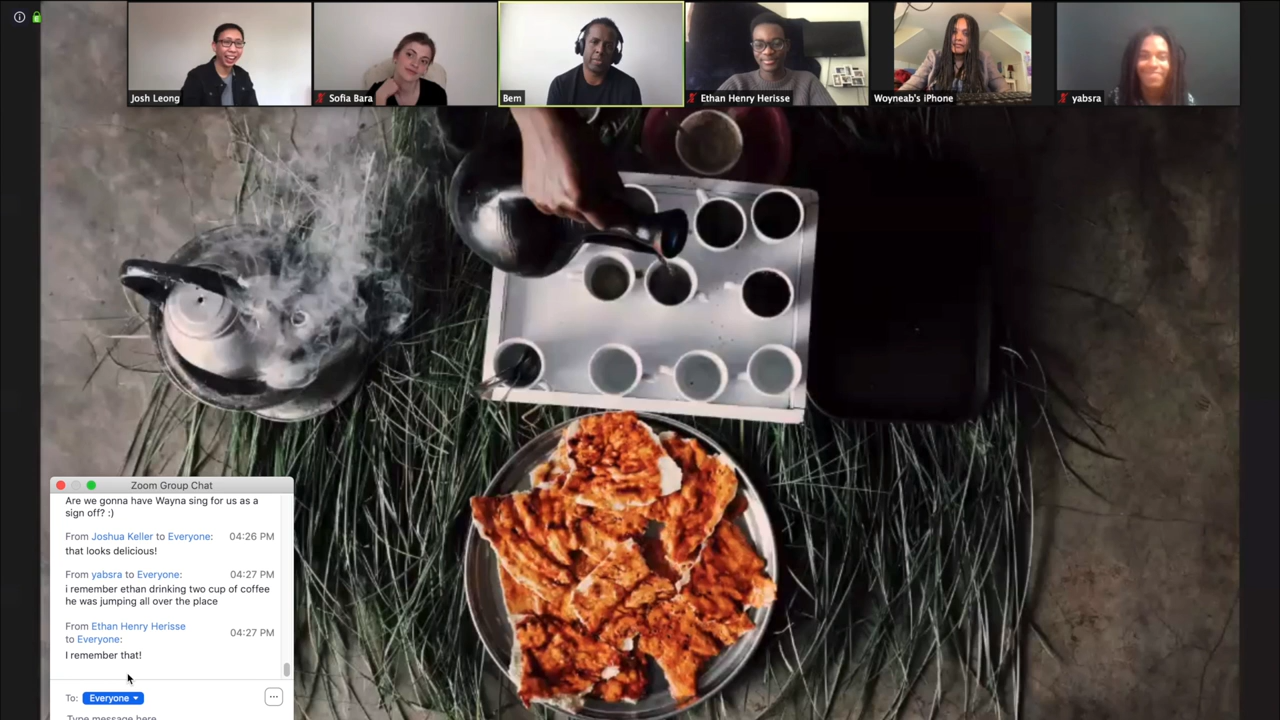 Josh Leong
Sofia Bara
Bem
Ethan Henry Herisse
Woyneab's iPhone
yabsra
Zoom Group Chat
Are we gonna have Wayna sing for us as a
sign off? :)
From Joshua Keller to Everyone: 04:26 PM
that looks delicious!
From yabsra to Everyone: 04:27 PM
i remember ethan drinking two cup of coffee
he was jumping all over the place
From Ethan Henry Herisse
to Everyone: 04:27 PM
I remember that!
To: Everyone
Type message here